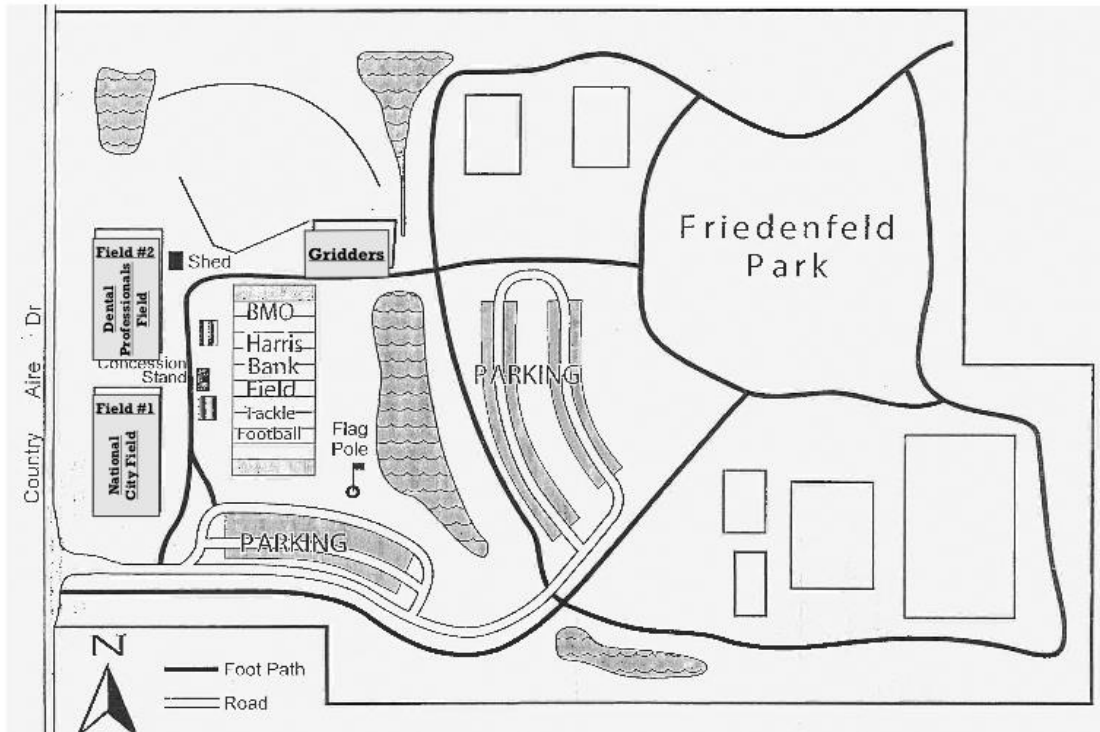 Friedenfeld
Park
Gridders
Field #2
Dental
Professionals
Field
Shed
BMO
Harris
Bank
Field
Tackle
Football
Concession
Stand
PARKING
Field #1
National
City Field
Flag
Pole
PARKING
Country Aire Dr
N
Foot Path
Road